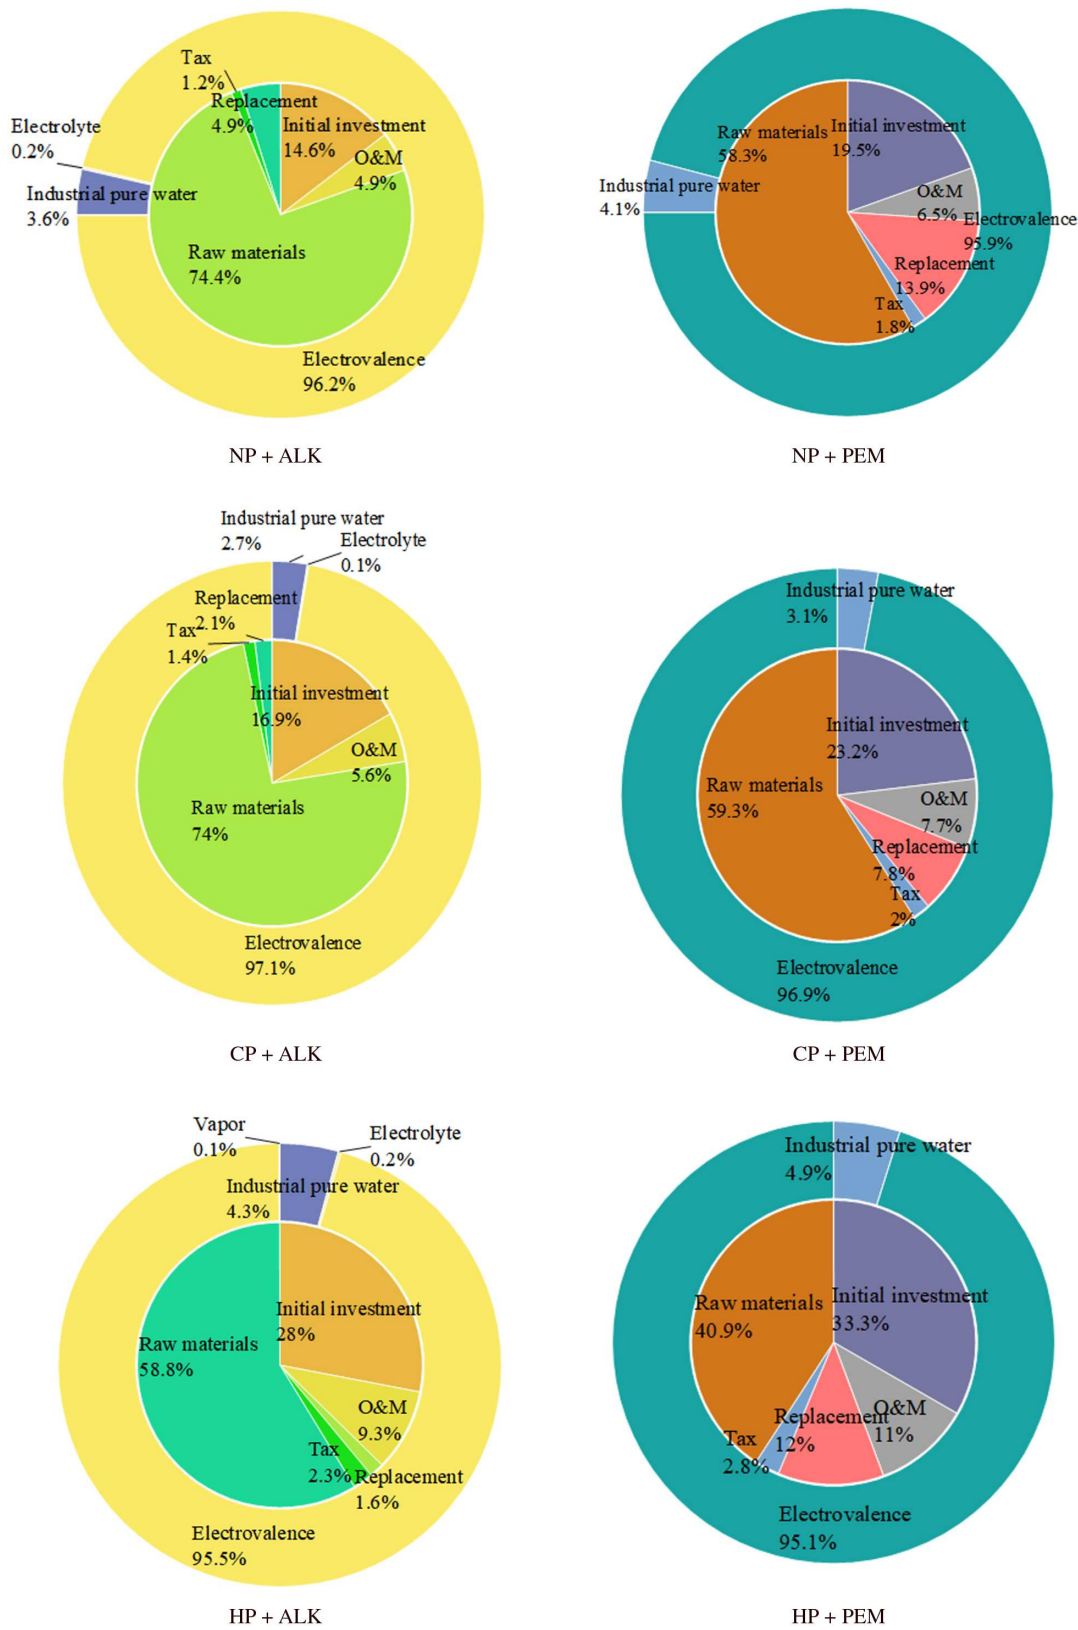 Tax
1.2%
Replacement
4.9%
Initial investment
14.6%
O&M
4.9%
Electrolyte
0.2%
Industrial pure water
3.6%
Raw materials
74.4%
Electrovalence
96.2%
NP + ALK
Raw materials
58.3%
Initial investment
19.5%
Industrial pure water
4.1%
O&M
6.5%
Electrovalence
95.9%
Replacement
13.9%
Tax
1.8%
NP + PEM
Industrial pure water
2.7%
Electrolyte
0.1%
Replacement
2.1%
Tax
1.4%
Initial investment
16.9%
O&M
5.6%
Raw materials
74%
Electrovalence
97.1%
CP + ALK
Industrial pure water
3.1%
Initial investment
23.2%
Raw materials
59.3%
O&M
7.7%
Replacement
7.8%
Tax
2%
Electrovalence
96.9%
CP + PEM
Vapor
0.1%
Electrolyte
0.2%
Industrial pure water
4.3%
Initial investment
28%
Raw materials
58.8%
O&M
9.3%
Tax
2.3%
Replacement
1.6%
Electrovalence
95.5%
HP + ALK
Industrial pure water
4.9%
Raw materials
40.9%
Initial investment
33.3%
O&M
11%
Replacement
12%
Tax
2.8%
Electrovalence
95.1%
HP + PEM